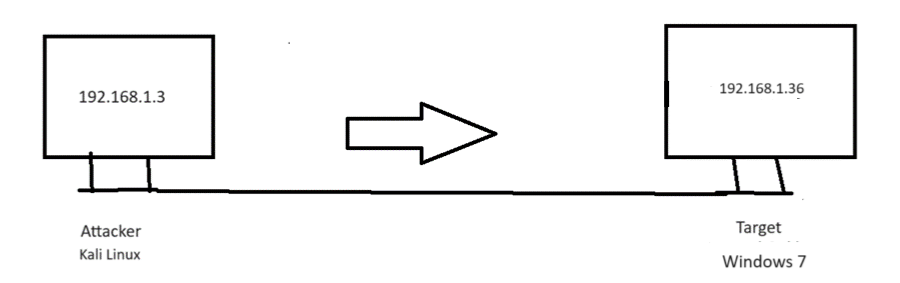 192.168.1.3
192.168.1.36
Attacker
Kali Linux
Target
Windows 7